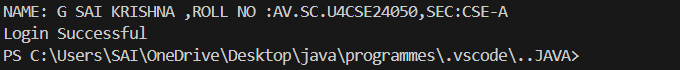 NAME: G SAI KRISHNA ,ROLL NO :AV.SC.U4CSE24050,SEC:CSE-A
Login Successful
PS C:\Users\SAI\OneDrive\Desktop\java\programmes\.vscode\..JAVA>